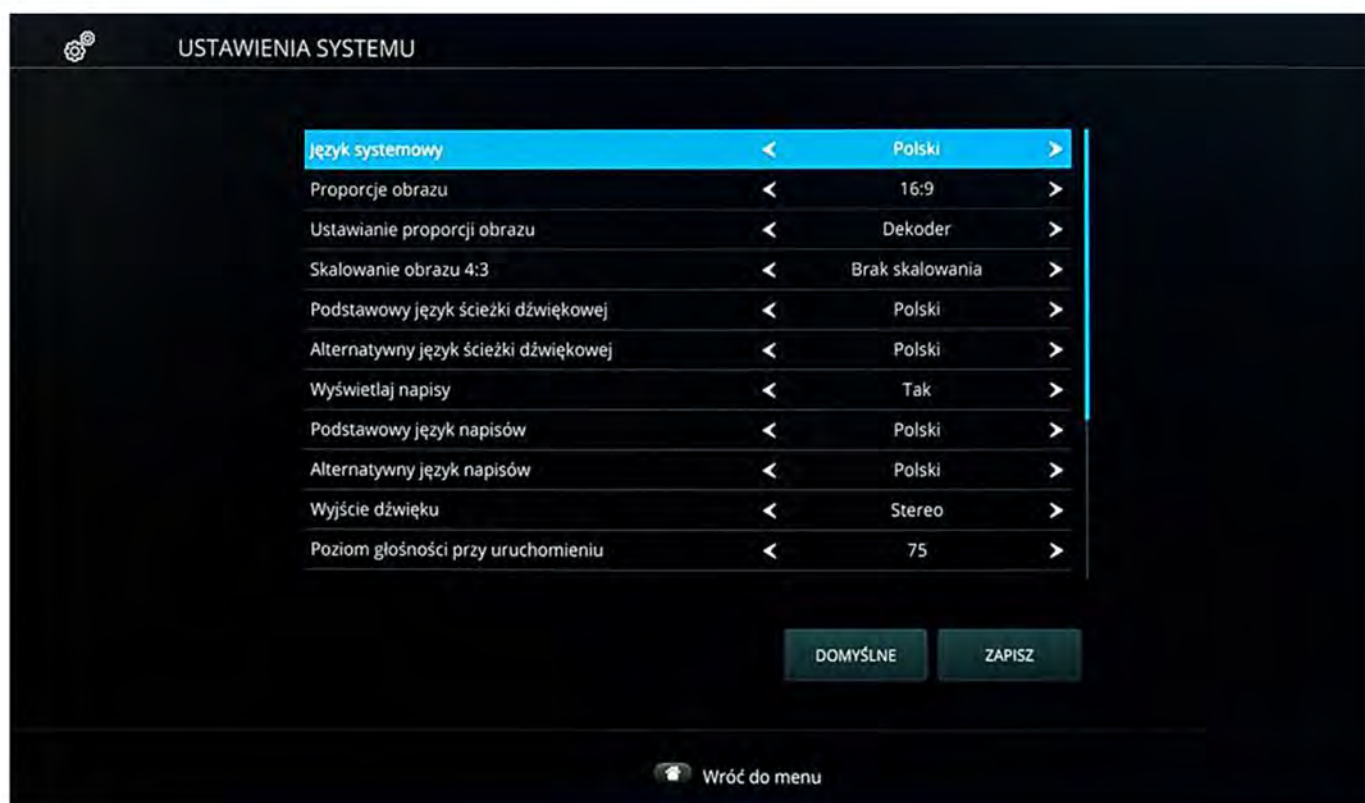 USTAWIENIA SYSTEMU
Język systemowy Polski
Proporcje obrazu 16:9
Ustawianie proporcji obrazu Dekoder
Skalowanie obrazu 4:3 Brak skalowania
Podstawowy język ścieżki dźwiękowej Polski
Alternatywny język ścieżki dźwiękowej Polski
Wyświetlaj napisy Tak
Podstawowy język napisów Polski
Alternatywny język napisów Polski
Wyjście dźwięku Stereo
Poziom głośności przy uruchomieniu 75
DOMYŚLNE ZAPISZ
Wróć do menu